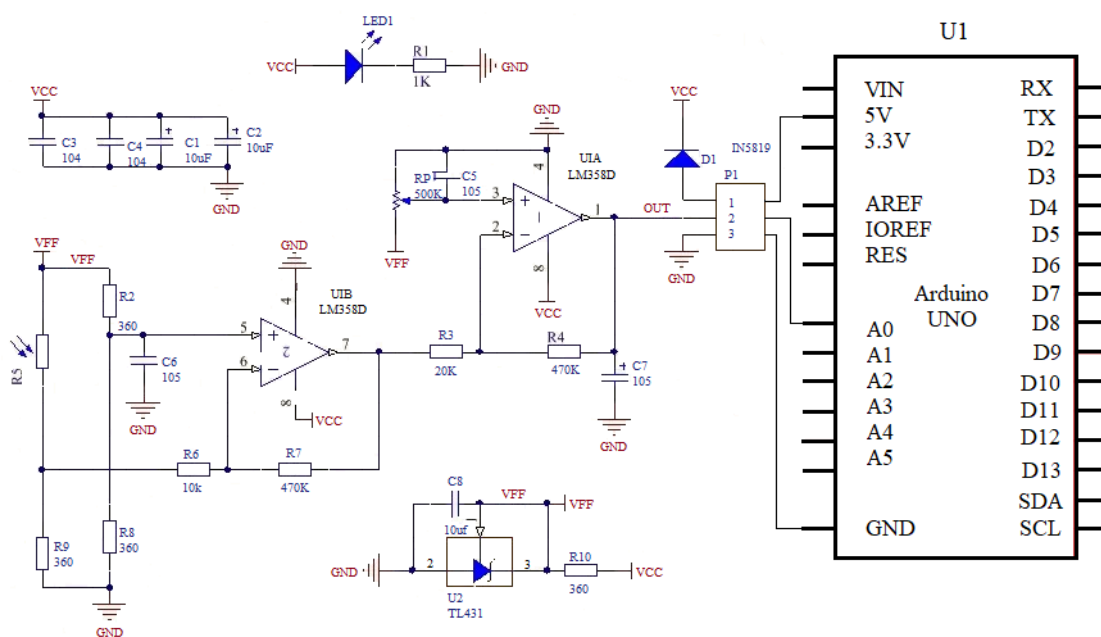 LED1
VCC
R1
1K
GND
VCC
C3
104
C4
104
C1
10uF
C2
10uF
GND
GND
4
U1A
LM358D
RP1
500K
C5
105
3
2
1
8
VFF
VCC
OUT
VCC
D1
IN5819
P1
1
2
3
GND
VFF
VFF
R2
360
R5
GND
4
U1B
LM358D
5
6
2
7
8
VCC
C6
105
GND
R3
20K
R4
470K
C7
105
GND
R6
10k
R7
470K
R9
360
R8
360
GND
C8
10uf
VFF
VFF
1
GND
2
3
U2
TL431
R10
360
VCC
U1
VIN
5V
3.3V
AREF
IOREF
RES
Arduino
UNO
A0
A1
A2
A3
A4
A5
GND
RX
TX
D2
D3
D4
D5
D6
D7
D8
D9
D10
D11
D12
D13
SDA
SCL